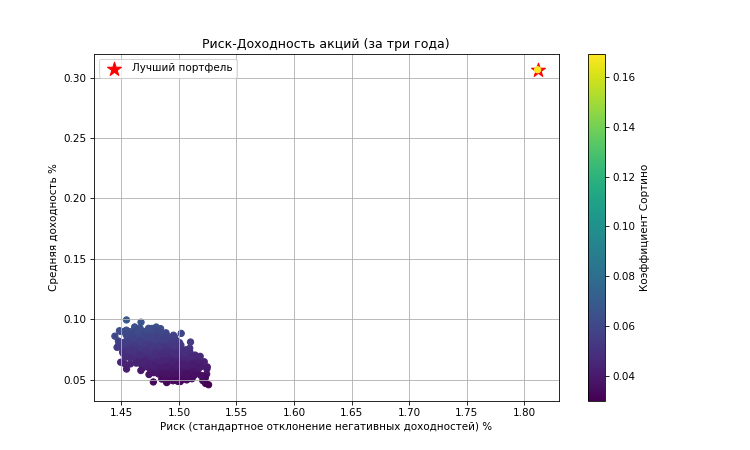 Риск-Доходность акций (за три года)
Лучший портфель
Средняя доходность %
0.30
0.25
0.20
0.15
0.10
0.05
1.45 1.50 1.55 1.60 1.65 1.70 1.75 1.80
Риск (стандартное отклонение негативных доходностей) %
0.16
0.14
0.12
0.10
0.08
0.06
0.04
Коэффициент Сортино